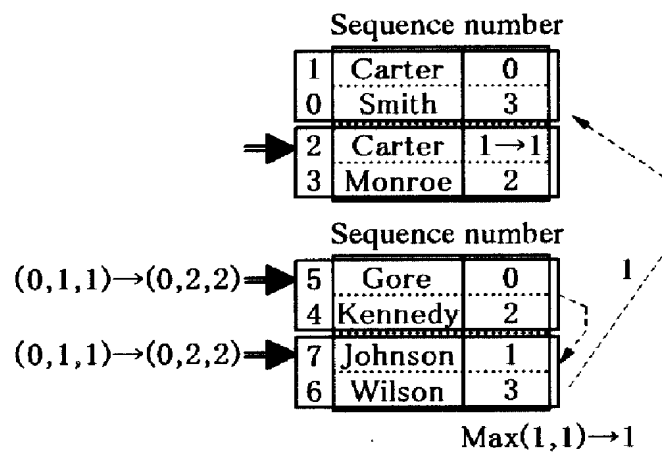 Sequence number
1 Carter 0
0 Smith 3
2 Carter 1→1
3 Monroe 2
Sequence number
(0,1,1)→(0,2,2) 5 Gore 0
1
4 Kennedy 2
(0,1,1)→(0,2,2) 7 Johnson 1
6 Wilson 3
Max(1,1)→1